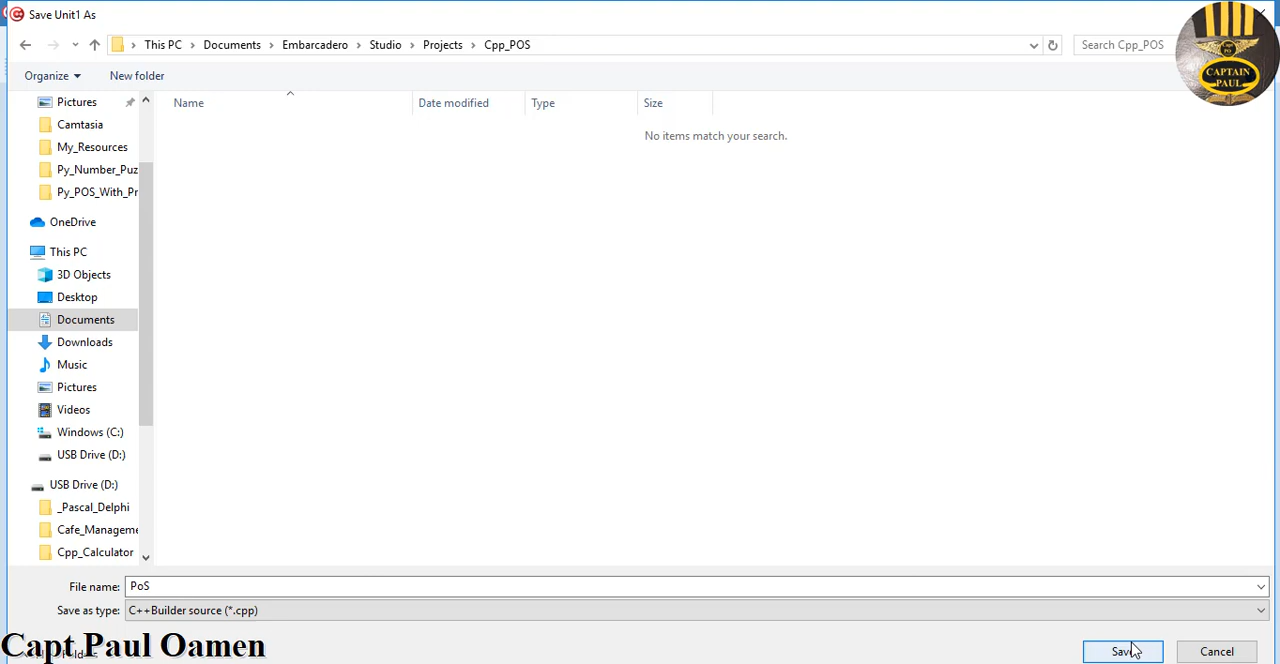 Save Unit1 As
This PC > Documents > Embarcadero > Studio > Projects > Cpp_POS
Search Cpp_POS
Organize
New folder
Name
Date modified
Type
Size
No items match your search.
Pictures
Camtasia
My_Resources
Py_Number_Puz
Py_POS_With_Pr
OneDrive
This PC
3D Objects
Desktop
Documents
Downloads
Music
Pictures
Videos
Windows (C:)
USB Drive (D:)
USB Drive (D:)
_Pascal_Delphi
Cafe_Manageme
Cpp_Calculator
File name: PoS
Save as type: C++Builder source (*.cpp)
Save
Cancel
Capt Paul Oamen
Capt
PO
CAPTAIN
PAUL